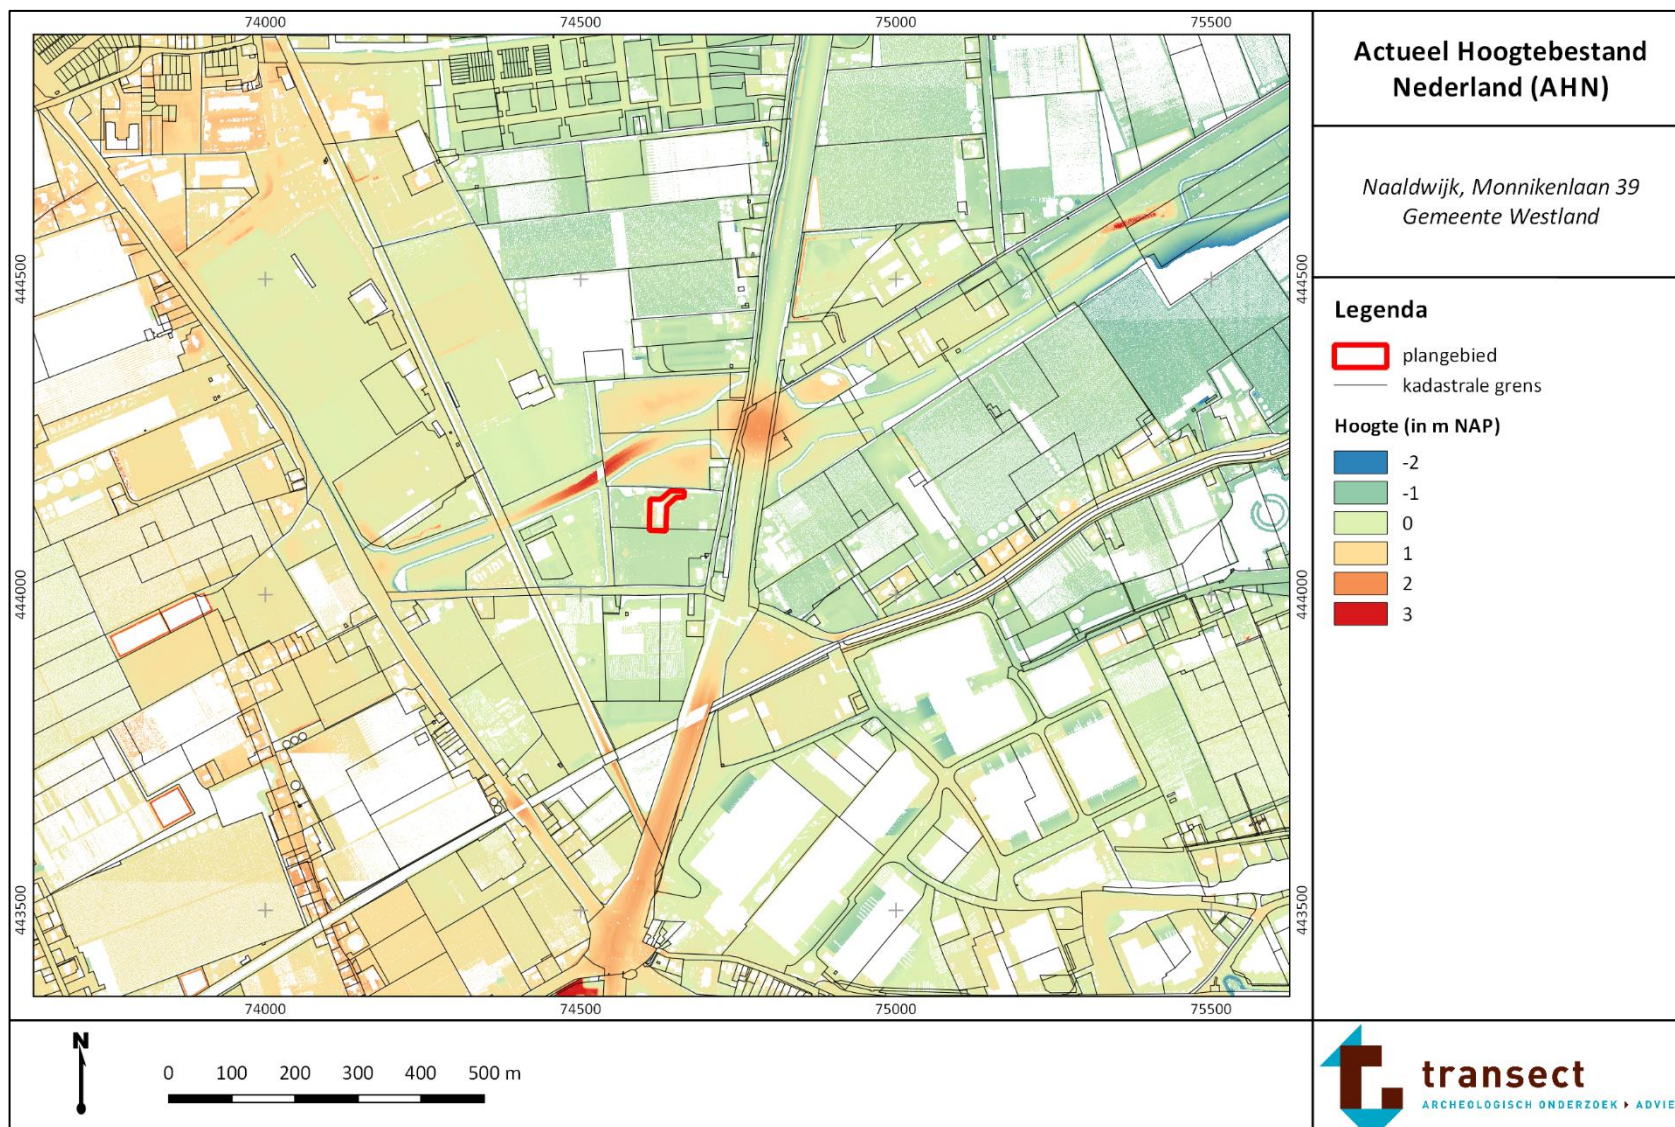 74000 74500 75000 75500
444500 444500
444000 444000
443500 443500
74000 74500 75000 75500
N
0 100 200 300 400 500 m
Actueel Hoogtebestand
Nederland (AHN)
Naaldwijk, Monnikenlaan 39
Gemeente Westland
Legenda
plangebied
kadastrale grens
Hoogte (in m NAP)
-2
-1
0
1
2
3
transect
ARCHEOLOGISCH ONDERZOEK ▸ ADVIE